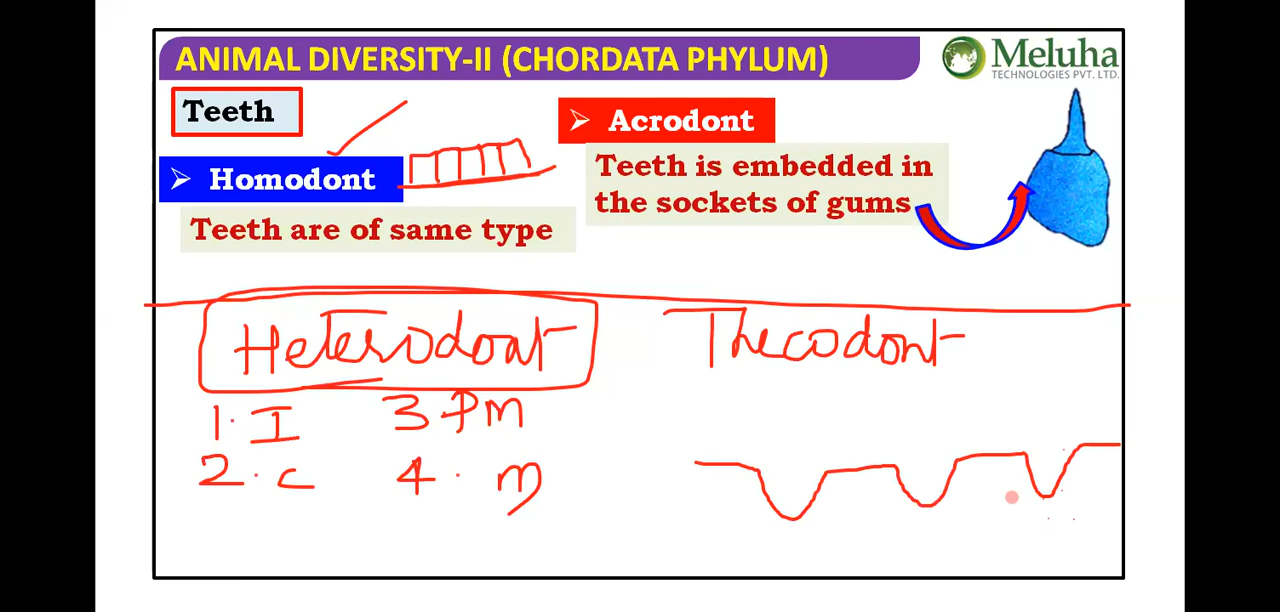 ANIMAL DIVERSITY-II (CHORDATA PHYLUM)
Meluha
TECHNOLOGIES PVT. LTD.
Teeth
➢ Homodont
Teeth are of same type
➢ Acrodont
Teeth is embedded in
the sockets of gums
Heterodont
1. I 3 PM
2. C 4. M
Thecodont